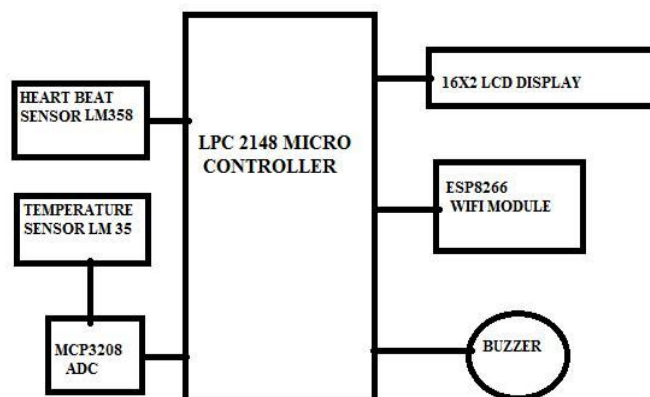 HEART BEAT
SENSOR LM358
TEMPERATURE
SENSOR LM 35
MCP3208
ADC
LPC 2148 MICRO
CONTROLLER
16X2 LCD DISPLAY
ESP8266
WIFI MODULE
BUZZER